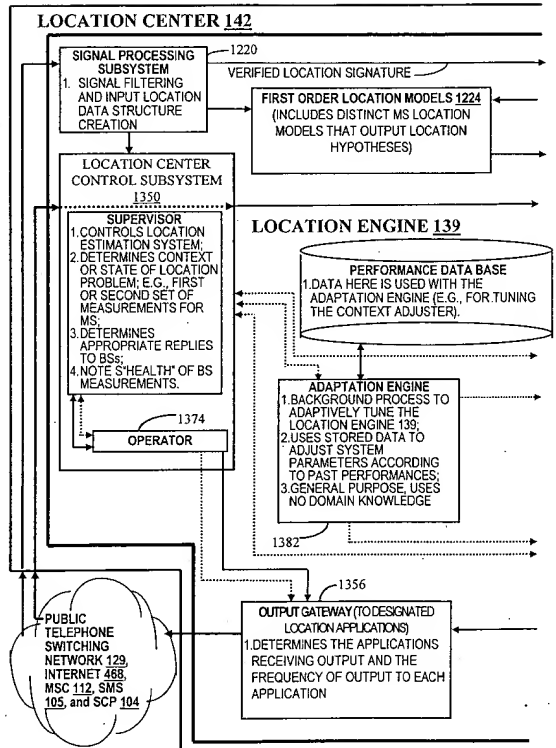 LOCATION CENTER 142
1220
SIGNAL PROCESSING
SUBSYSTEM
1. SIGNAL FILTERING
AND INPUT LOCATION
DATA STRUCTURE
CREATION
VERIFIED LOCATION SIGNATURE
FIRST ORDER LOCATION MODELS 1224
(INCLUDES DISTINCT MS LOCATION
MODELS THAT OUTPUT LOCATION
HYPOTHESES)
LOCATION CENTER
CONTROL SUBSYSTEM
1350
SUPERVISOR
1.CONTROLS LOCATION
ESTIMATION SYSTEM;
2.DETERMINES CONTEXT
OR STATE OF LOCATION
PROBLEM; E.G., FIRST
OR SECOND SET OF
MEASUREMENTS FOR
MS;
3.DETERMINES
APPROPRIATE REPLIES
TO BSs;
4. NOTE S"HEALTH" OF BS
MEASUREMENTS.
1374
OPERATOR
LOCATION ENGINE 139
PERFORMANCE DATA BASE
1.DATA HERE IS USED WITH THE
ADAPTATION ENGINE (E.G., FOR TUNING
THE CONTEXT ADJUSTER).
ADAPTATION ENGINE
1.BACKGROUND PROCESS TO
ADAPTIVELY TUNE THE
LOCATION ENGINE 139;
2.USES STORED DATA TO
ADJUST SYSTEM
PARAMETERS ACCORDING
TO PAST PERFORMANCES;
3.GENERAL PURPOSE, USES
NO DOMAIN KNOWLEDGE
1382
1356
OUTPUT GATEWAY (TO DESIGNATED
LOCATION APPLICATIONS)
1.DETERMINES THE APPLICATIONS
RECEIVING OUTPUT AND THE
FREQUENCY OF OUTPUT TO EACH
APPLICATION
PUBLIC
TELEPHONE
SWITCHING
NETWORK 129,
INTERNET 468,
MSC 112, SMS
105, and SCP 104